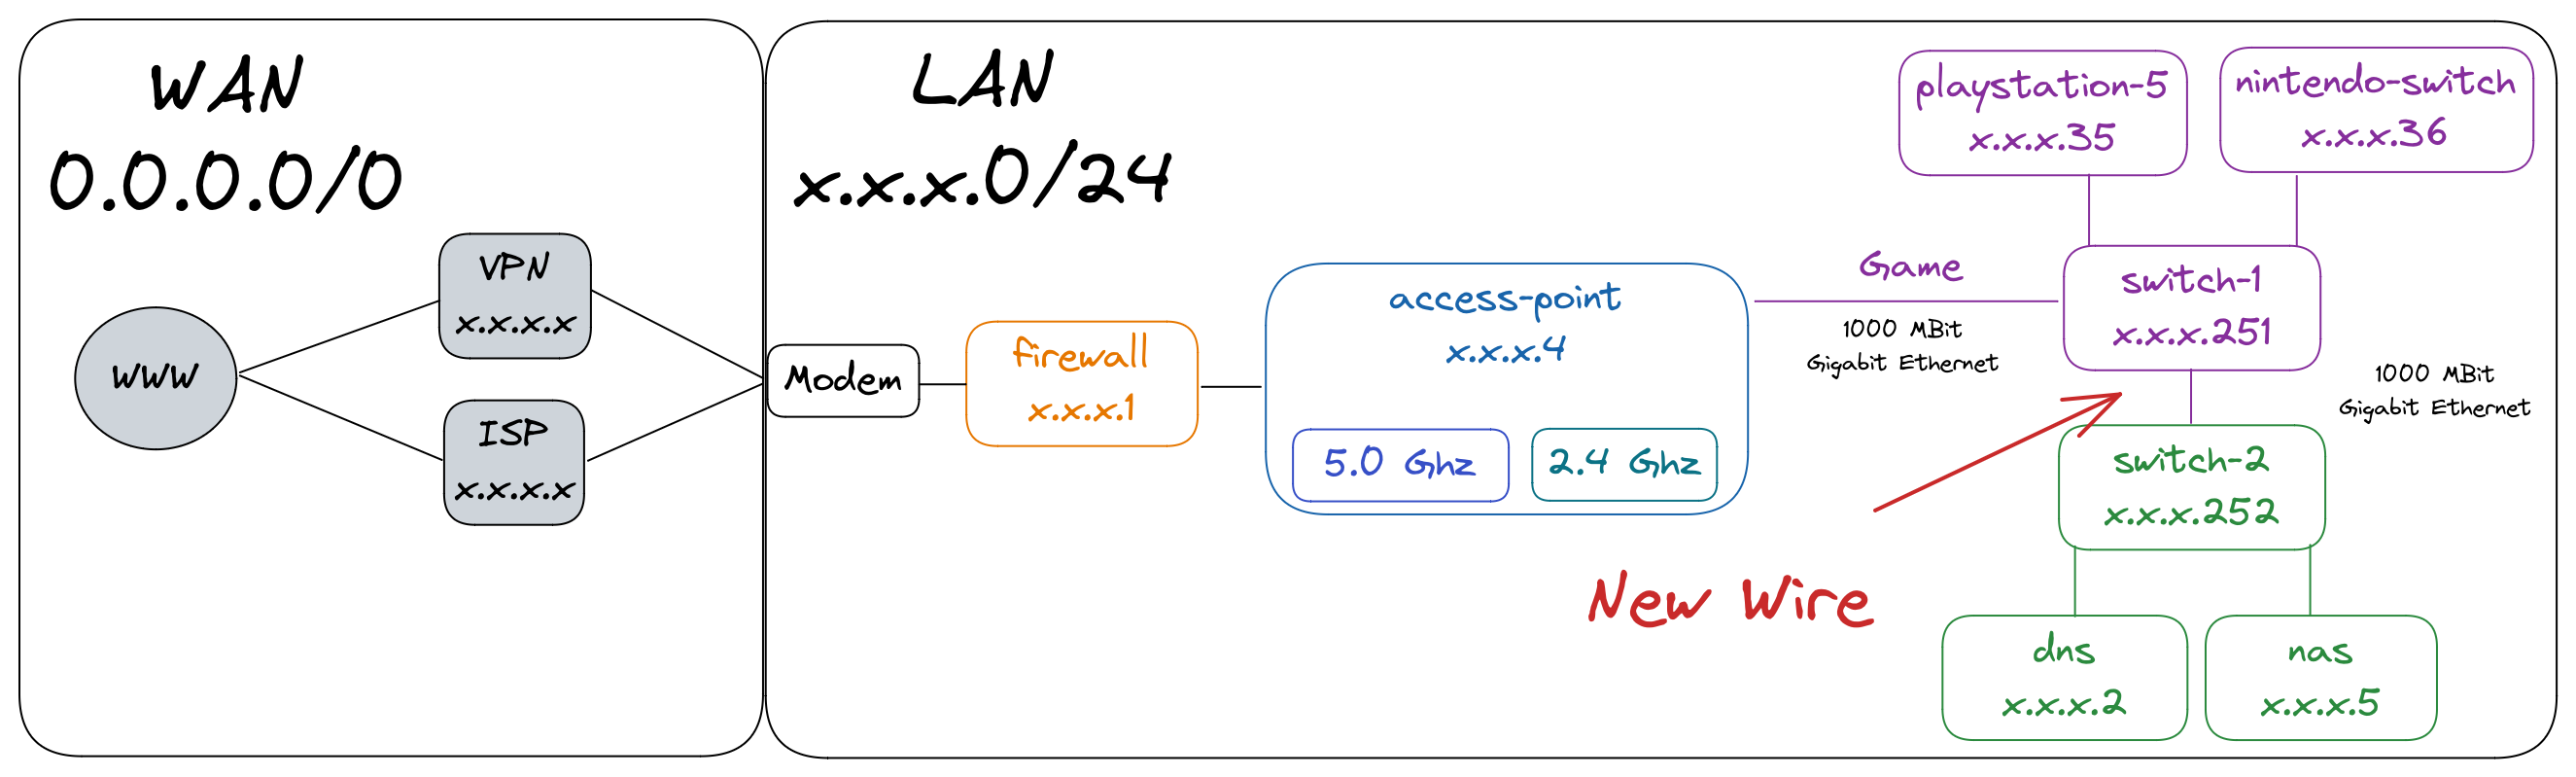 WAN
0.0.0.0/0
WWW
VPN
x.x.x.x
ISP
x.x.x.x
LAN
x.x.x.0/24
Modem
firewall
x.x.x.1
access-point
x.x.x.4
5.0 Ghz
2.4 Ghz
Game
1000 MBit
Gigabit Ethernet
playstation-5
x.x.x.35
nintendo-switch
x.x.x.36
switch-1
x.x.x.251
1000 MBit
Gigabit Ethernet
New Wire
switch-2
x.x.x.252
dns
x.x.x.2
nas
x.x.x.5